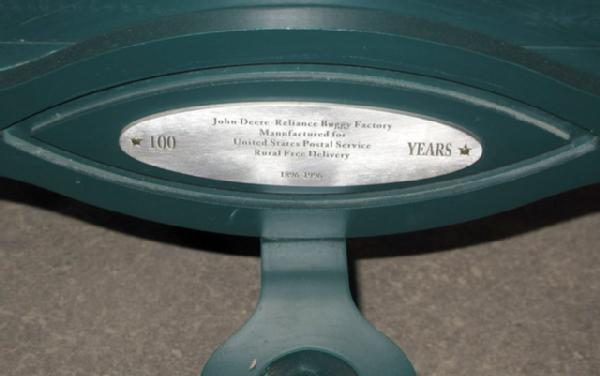 John Deere-Reliance Buggy Factory
Manufactured for
★ 100 United States Postal Service YEARS ★
Rural Free Delivery
1896-1996